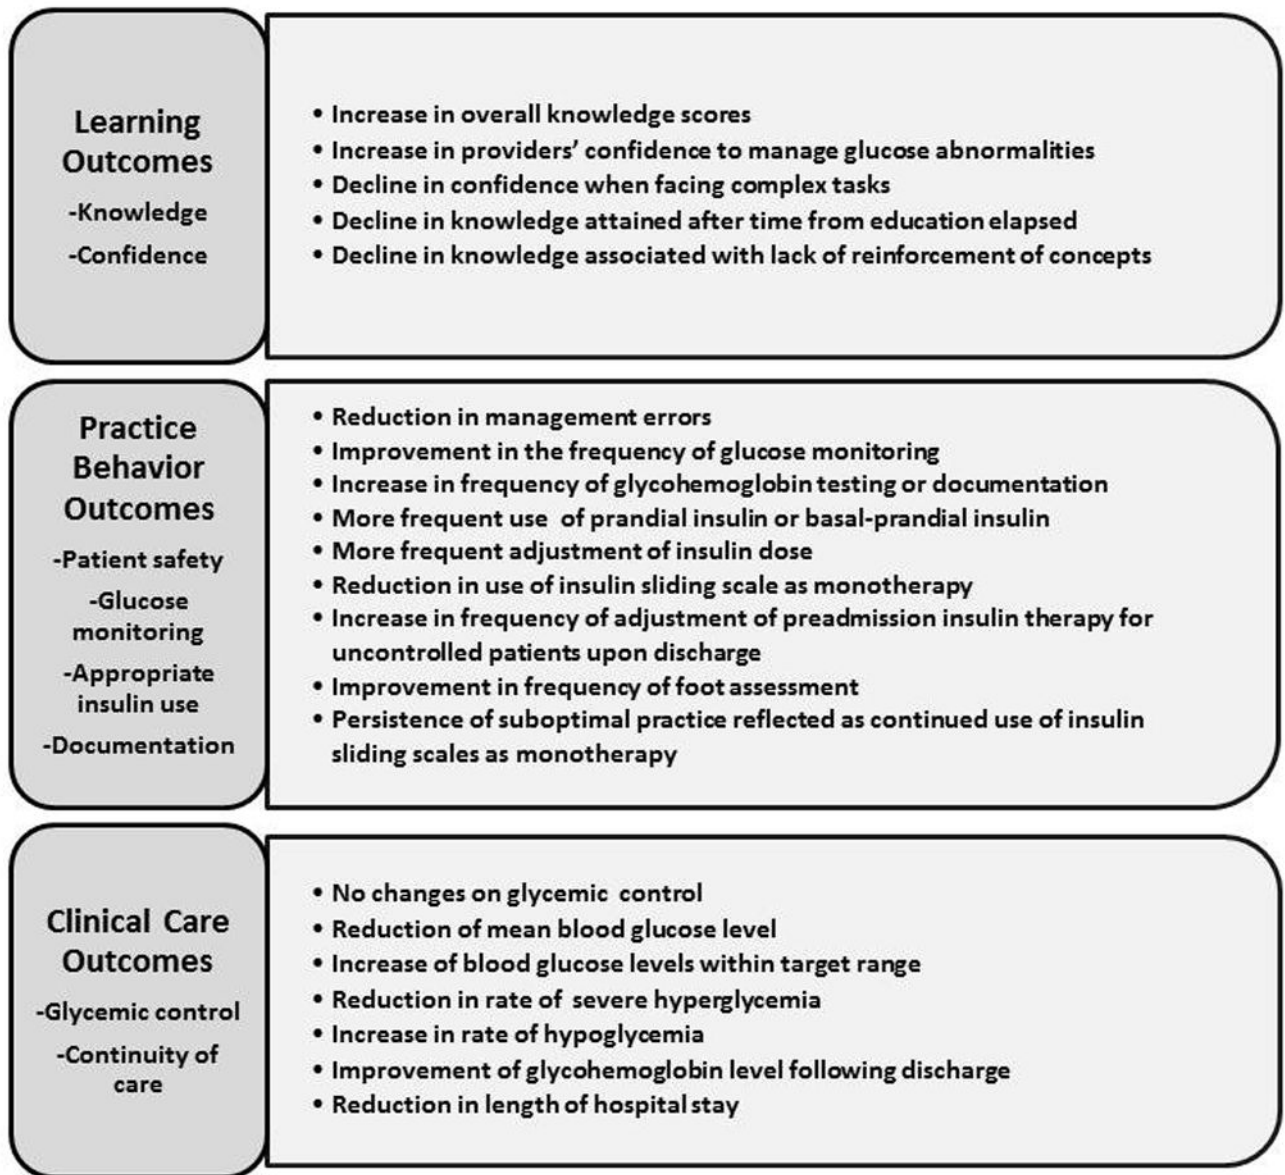 Learning
Outcomes
-Knowledge
-Confidence
• Increase in overall knowledge scores
• Increase in providers’ confidence to manage glucose abnormalities
• Decline in confidence when facing complex tasks
• Decline in knowledge attained after time from education elapsed
• Decline in knowledge associated with lack of reinforcement of concepts
Practice
Behavior
Outcomes
-Patient safety
-Glucose
monitoring
-Appropriate
insulin use
-Documentation
• Reduction in management errors
• Improvement in the frequency of glucose monitoring
• Increase in frequency of glycohemoglobin testing or documentation
• More frequent use of prandial insulin or basal-prandial insulin
• More frequent adjustment of insulin dose
• Reduction in use of insulin sliding scale as monotherapy
• Increase in frequency of adjustment of preadmission insulin therapy for
uncontrolled patients upon discharge
• Improvement in frequency of foot assessment
• Persistence of suboptimal practice reflected as continued use of insulin
sliding scales as monotherapy
Clinical Care
Outcomes
-Glycemic control
-Continuity of
care
• No changes on glycemic control
• Reduction of mean blood glucose level
• Increase of blood glucose levels within target range
• Reduction in rate of severe hyperglycemia
• Increase in rate of hypoglycemia
• Improvement of glycohemoglobin level following discharge
• Reduction in length of hospital stay